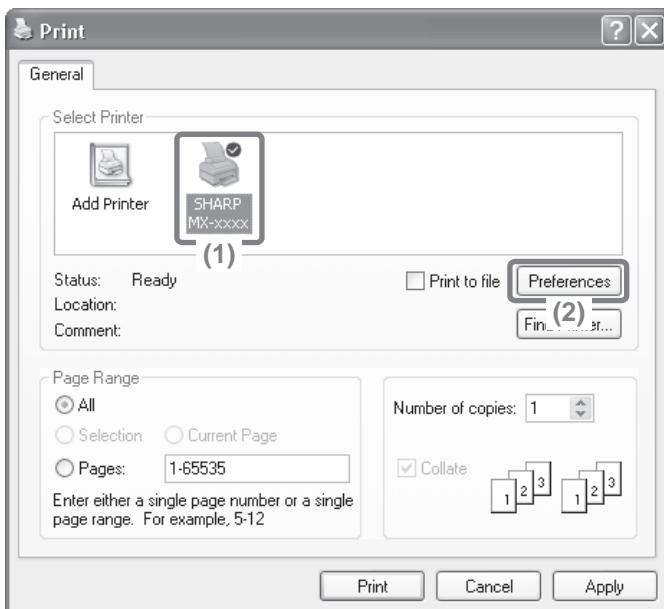 Print
General
Select Printer
Add Printer
SHARP
MX-xxxx
(1)
Status: Ready
Print to file
Preferences
Location:
(2)
Comment:
Page Range
All
Number of copies: 1
Selection
Current Page
Collate
Pages: 1-65535
1 2 3 1 2 3
Enter either a single page number or a single
page range. For example, 5-12
Print
Cancel
Apply